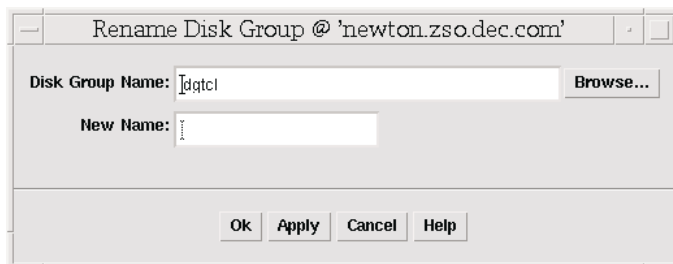 Rename Disk Group @ 'newton.zso.dec.com'
Disk Group Name: dgtcl Browse...
New Name:
Ok Apply Cancel Help